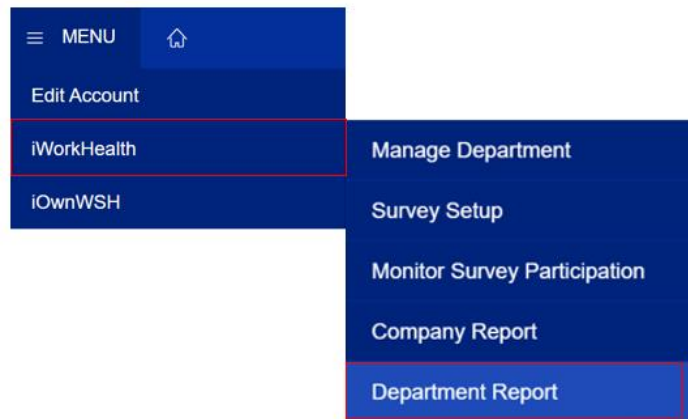 MENU
Edit Account
iWorkHealth
iOwnWSH
Manage Department
Survey Setup
Monitor Survey Participation
Company Report
Department Report